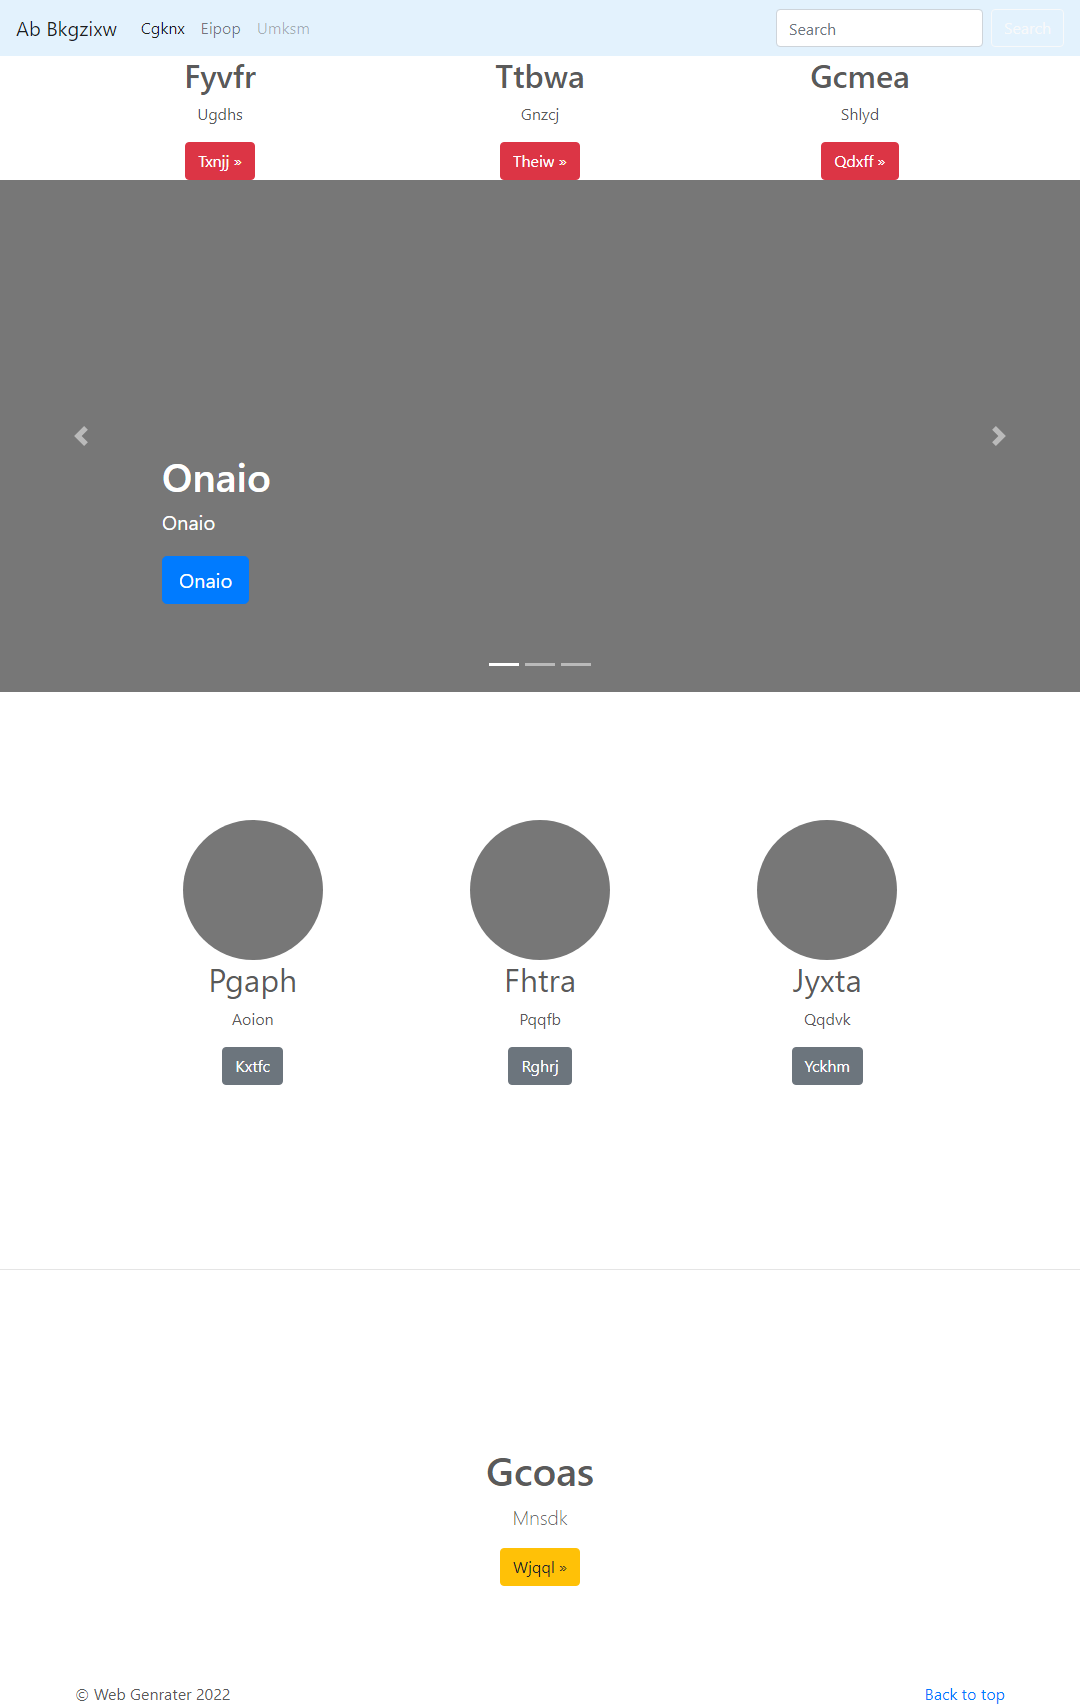 Ab Bkgzixw Cgknx Eipop Umksm Search Search
Fyvfr Ttbwa Gcmea
Ugdhs Gnzcj Shlyd
Txnjj » Theiw » Qdxff »
Onaio
Onaio
Onaio
Pgaph Fhtra Jyxta
Aoion Pqqfb Qqdvk
Kxtfc Rghrj Yckhm
Gcoas
Mnsdk
Wjqql »
© Web Genrater 2022 Back to top